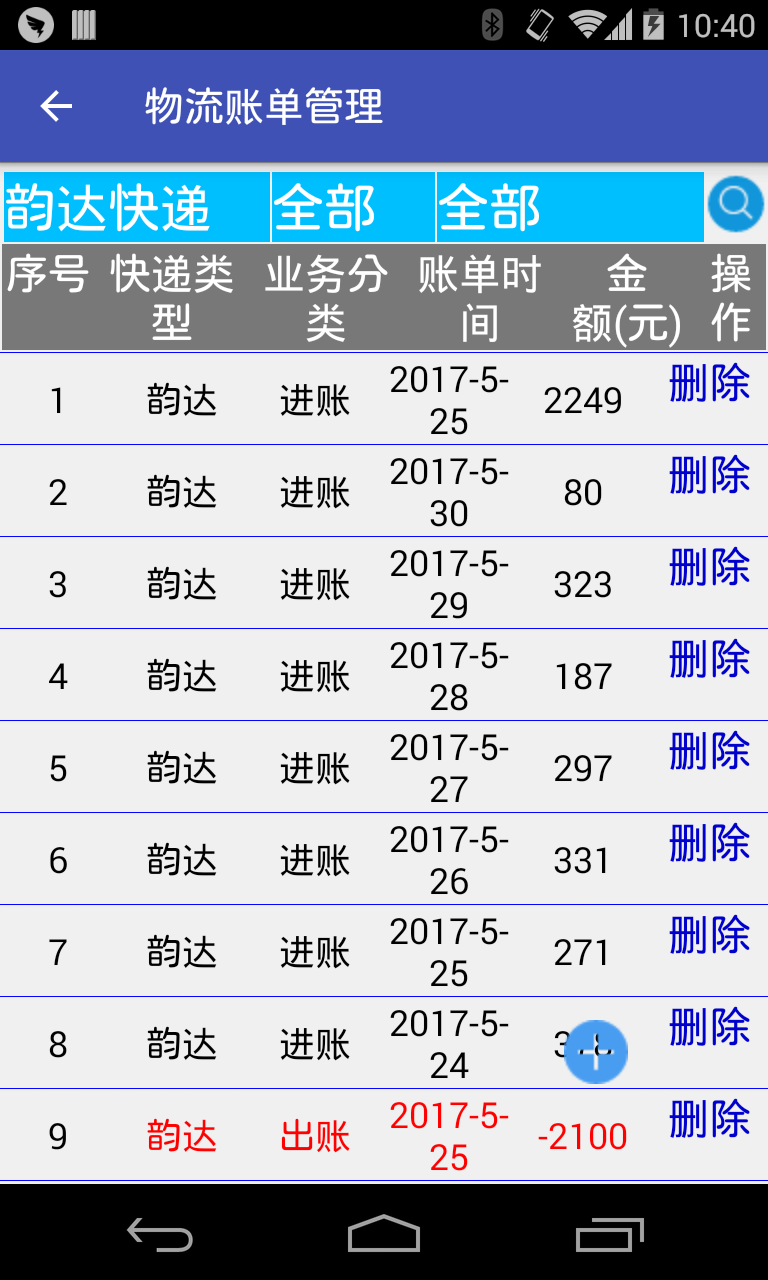 10:40
物流账单管理
韵达快递 全部 全部
序号 快递类型 业务分类 账单时间 金额(元) 操作
1 韵达 进账 2017-5-25 2249 删除
2 韵达 进账 2017-5-30 80 删除
3 韵达 进账 2017-5-29 323 删除
4 韵达 进账 2017-5-28 187 删除
5 韵达 进账 2017-5-27 297 删除
6 韵达 进账 2017-5-26 331 删除
7 韵达 进账 2017-5-25 271 删除
8 韵达 进账 2017-5-24 删除
9 韵达 出账 2017-5-25 -2100 删除